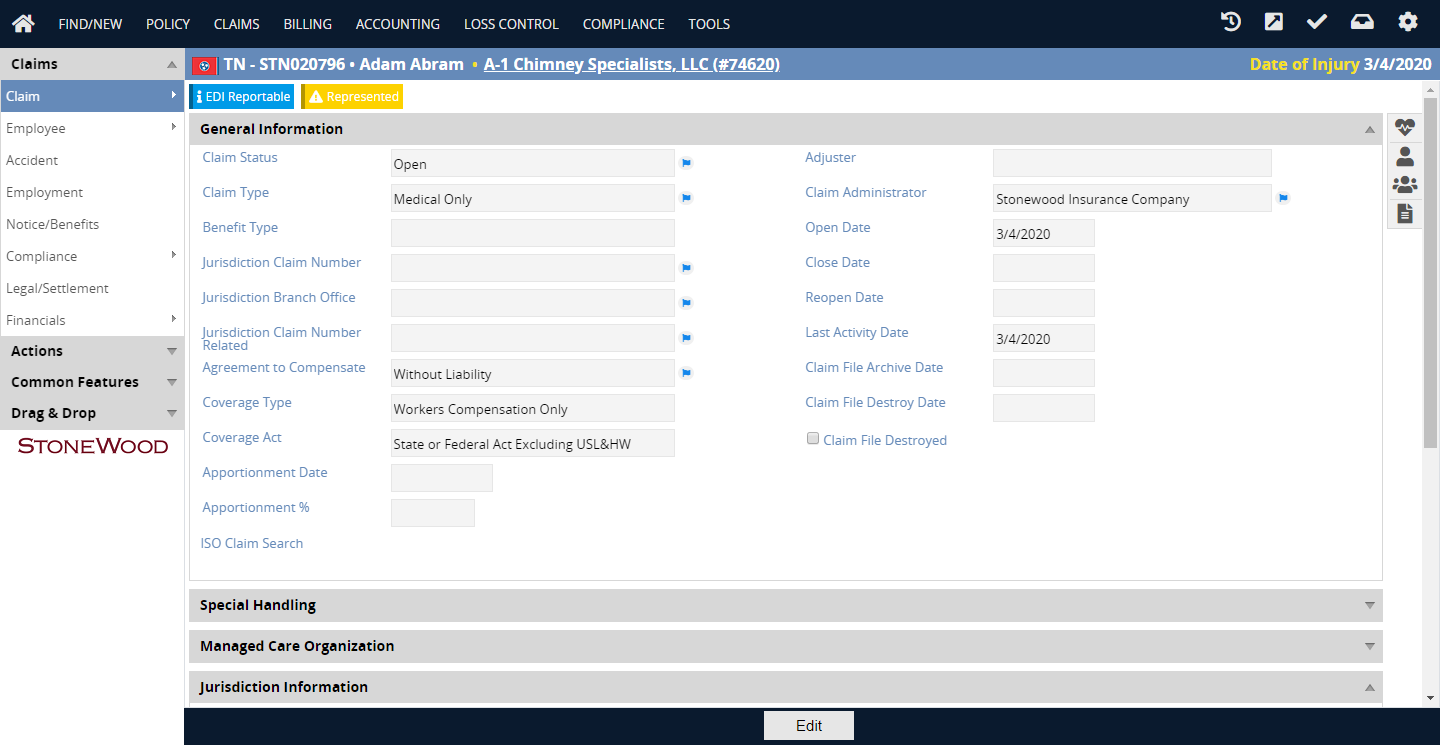 FIND/NEW POLICY CLAIMS BILLING ACCOUNTING LOSS CONTROL COMPLIANCE TOOLS
Claims
TN - STN020796 • Adam Abram • A-1 Chimney Specialists, LLC (#74620) Date of Injury 3/4/2020
Claim
Employee
Accident
Employment
Notice/Benefits
Compliance
Legal/Settlement
Financials
Actions
Common Features
Drag & Drop
STONEWOOD
EDI Reportable Represented
General Information
Claim Status Open
Claim Type Medical Only
Benefit Type
Jurisdiction Claim Number
Jurisdiction Branch Office
Jurisdiction Claim Number
Related
Agreement to Compensate Without Liability
Coverage Type Workers Compensation Only
Coverage Act State or Federal Act Excluding USL&HW
Apportionment Date
Apportionment %
ISO Claim Search
Adjuster
Claim Administrator Stonewood Insurance Company
Open Date 3/4/2020
Close Date
Reopen Date
Last Activity Date 3/4/2020
Claim File Archive Date
Claim File Destroy Date
Claim File Destroyed
Special Handling
Managed Care Organization
Jurisdiction Information
Edit